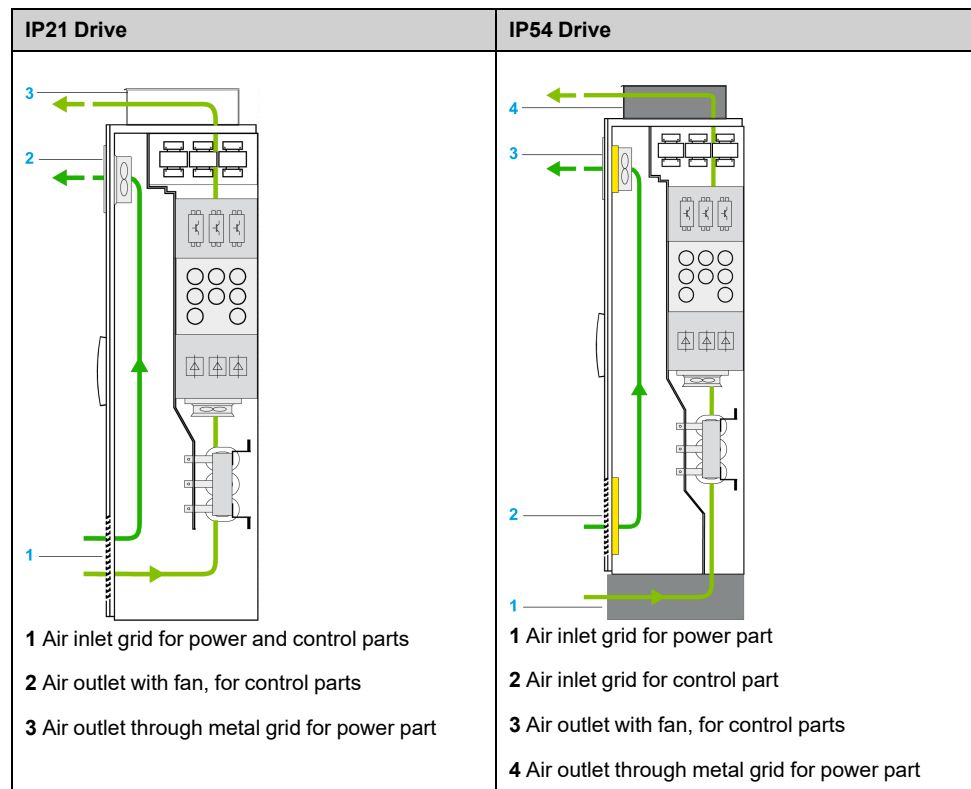 IP21 Drive
3
2
1
1 Air inlet grid for power and control parts
2 Air outlet with fan, for control parts
3 Air outlet through metal grid for power part
IP54 Drive
4
3
2
1
1 Air inlet grid for power part
2 Air inlet grid for control part
3 Air outlet with fan, for control parts
4 Air outlet through metal grid for power part